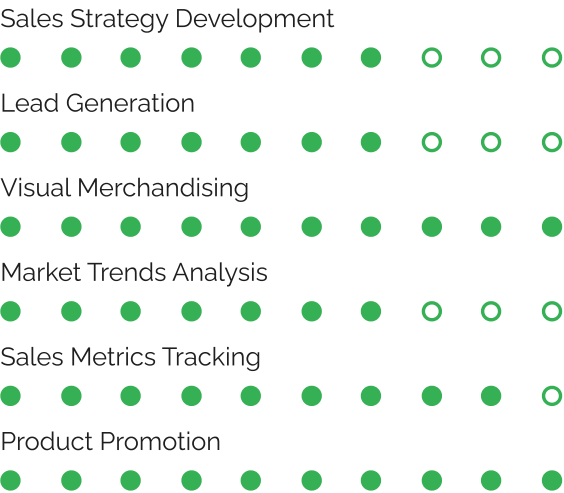 Sales Strategy Development
Lead Generation
Visual Merchandising
Market Trends Analysis
Sales Metrics Tracking
Product Promotion